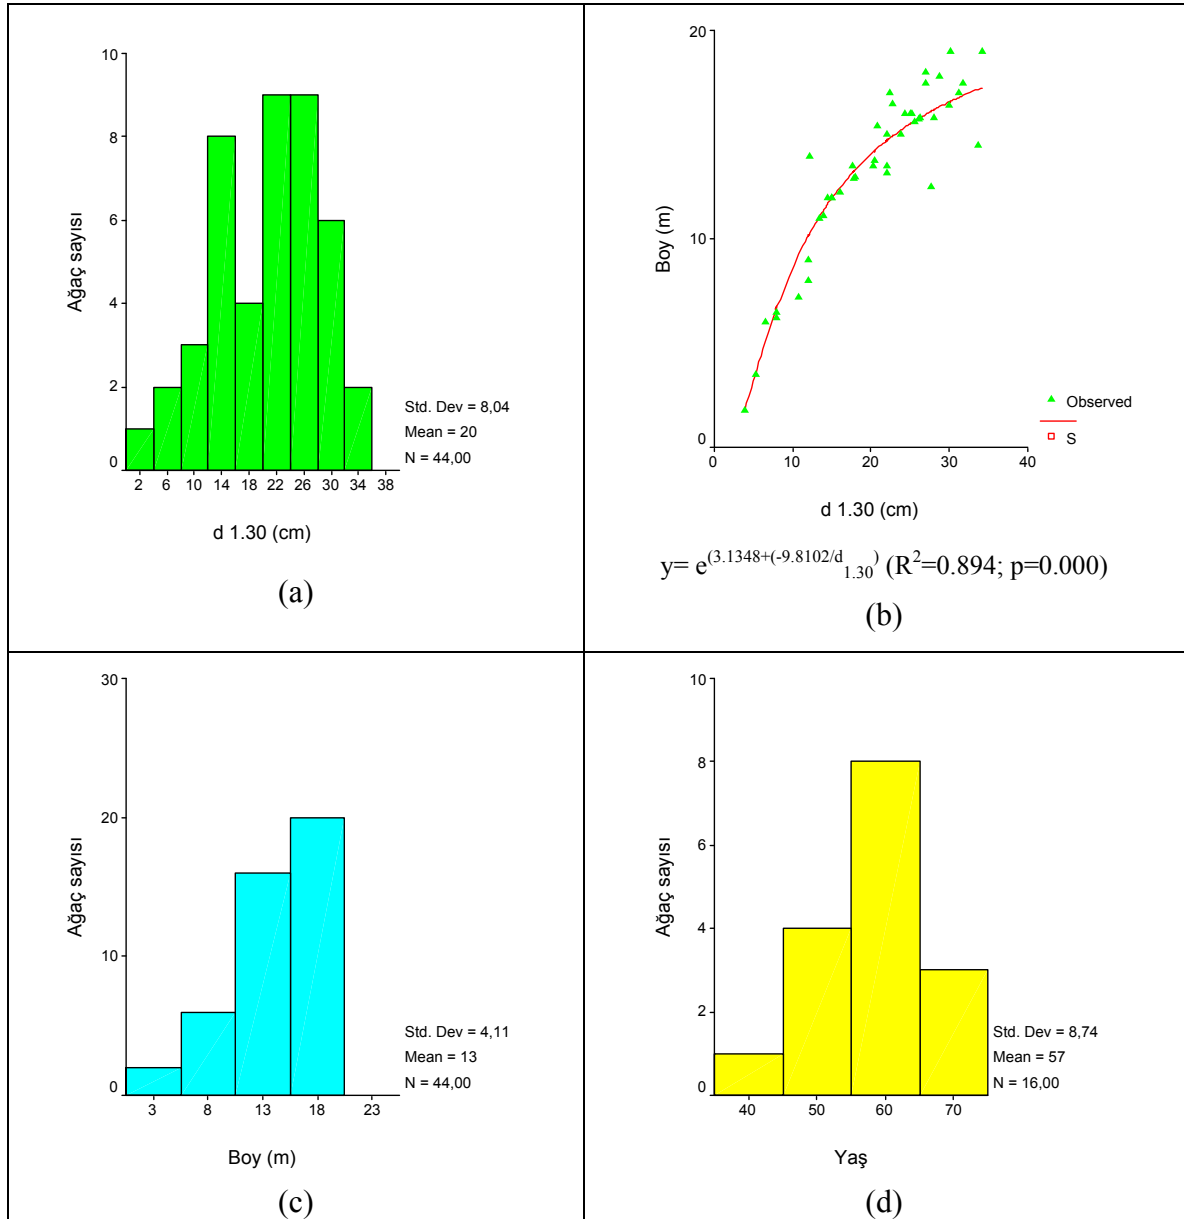 10
8
6
4
2
0
Ağaç sayısı
2 6 10 14 18 22 26 30 34 38
d 1.30 (cm)
Std. Dev = 8,04
Mean = 20
N = 44,00
(a)
20
10
0
Boy (m)
0 10 20 30 40
d 1.30 (cm)
Observed
S
y= e^(3.1348+(-9.8102/d_1.30) (R^2=0.894; p=0.000)
(b)
30
20
10
0
Ağaç sayısı
3 8 13 18 23
Boy (m)
Std. Dev = 4,11
Mean = 13
N = 44,00
(c)
10
8
6
4
2
0
Ağaç sayısı
40 50 60 70
Yaş
Std. Dev = 8,74
Mean = 57
N = 16,00
(d)